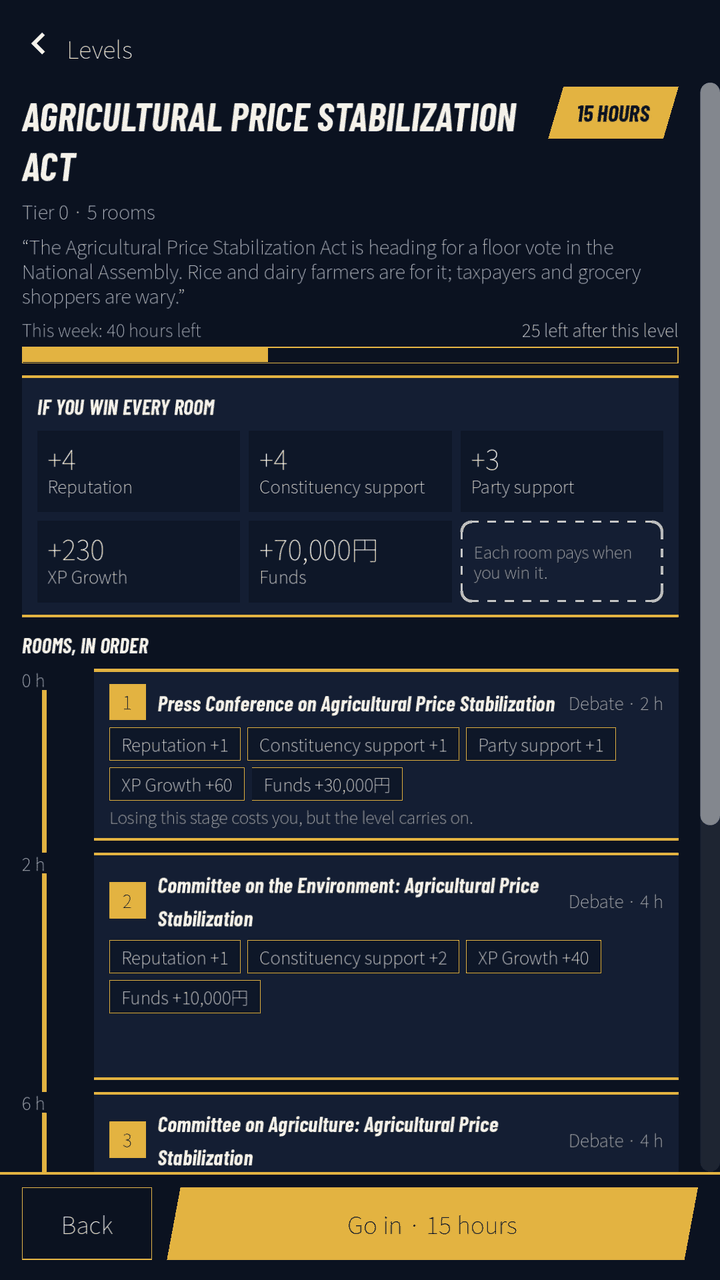 Levels
AGRICULTURAL PRICE STABILIZATION
ACT
15 HOURS
Tier 0 · 5 rooms
“The Agricultural Price Stabilization Act is heading for a floor vote in the
National Assembly. Rice and dairy farmers are for it; taxpayers and grocery
shoppers are wary.”
This week: 40 hours left
25 left after this level
IF YOU WIN EVERY ROOM
+4
Reputation
+4
Constituency support
+3
Party support
+230
XP Growth
+70,000円
Funds
Each room pays when
you win it.
ROOMS, IN ORDER
0 h
1
Press Conference on Agricultural Price Stabilization
Debate · 2 h
Reputation +1
Constituency support +1
Party support +1
XP Growth +60
Funds +30,000円
Losing this stage costs you, but the level carries on.
2 h
2
Committee on the Environment: Agricultural Price
Stabilization
Debate · 4 h
Reputation +1
Constituency support +2
XP Growth +40
Funds +10,000円
6 h
3
Committee on Agriculture: Agricultural Price
Stabilization
Debate · 4 h
Back
Go in · 15 hours